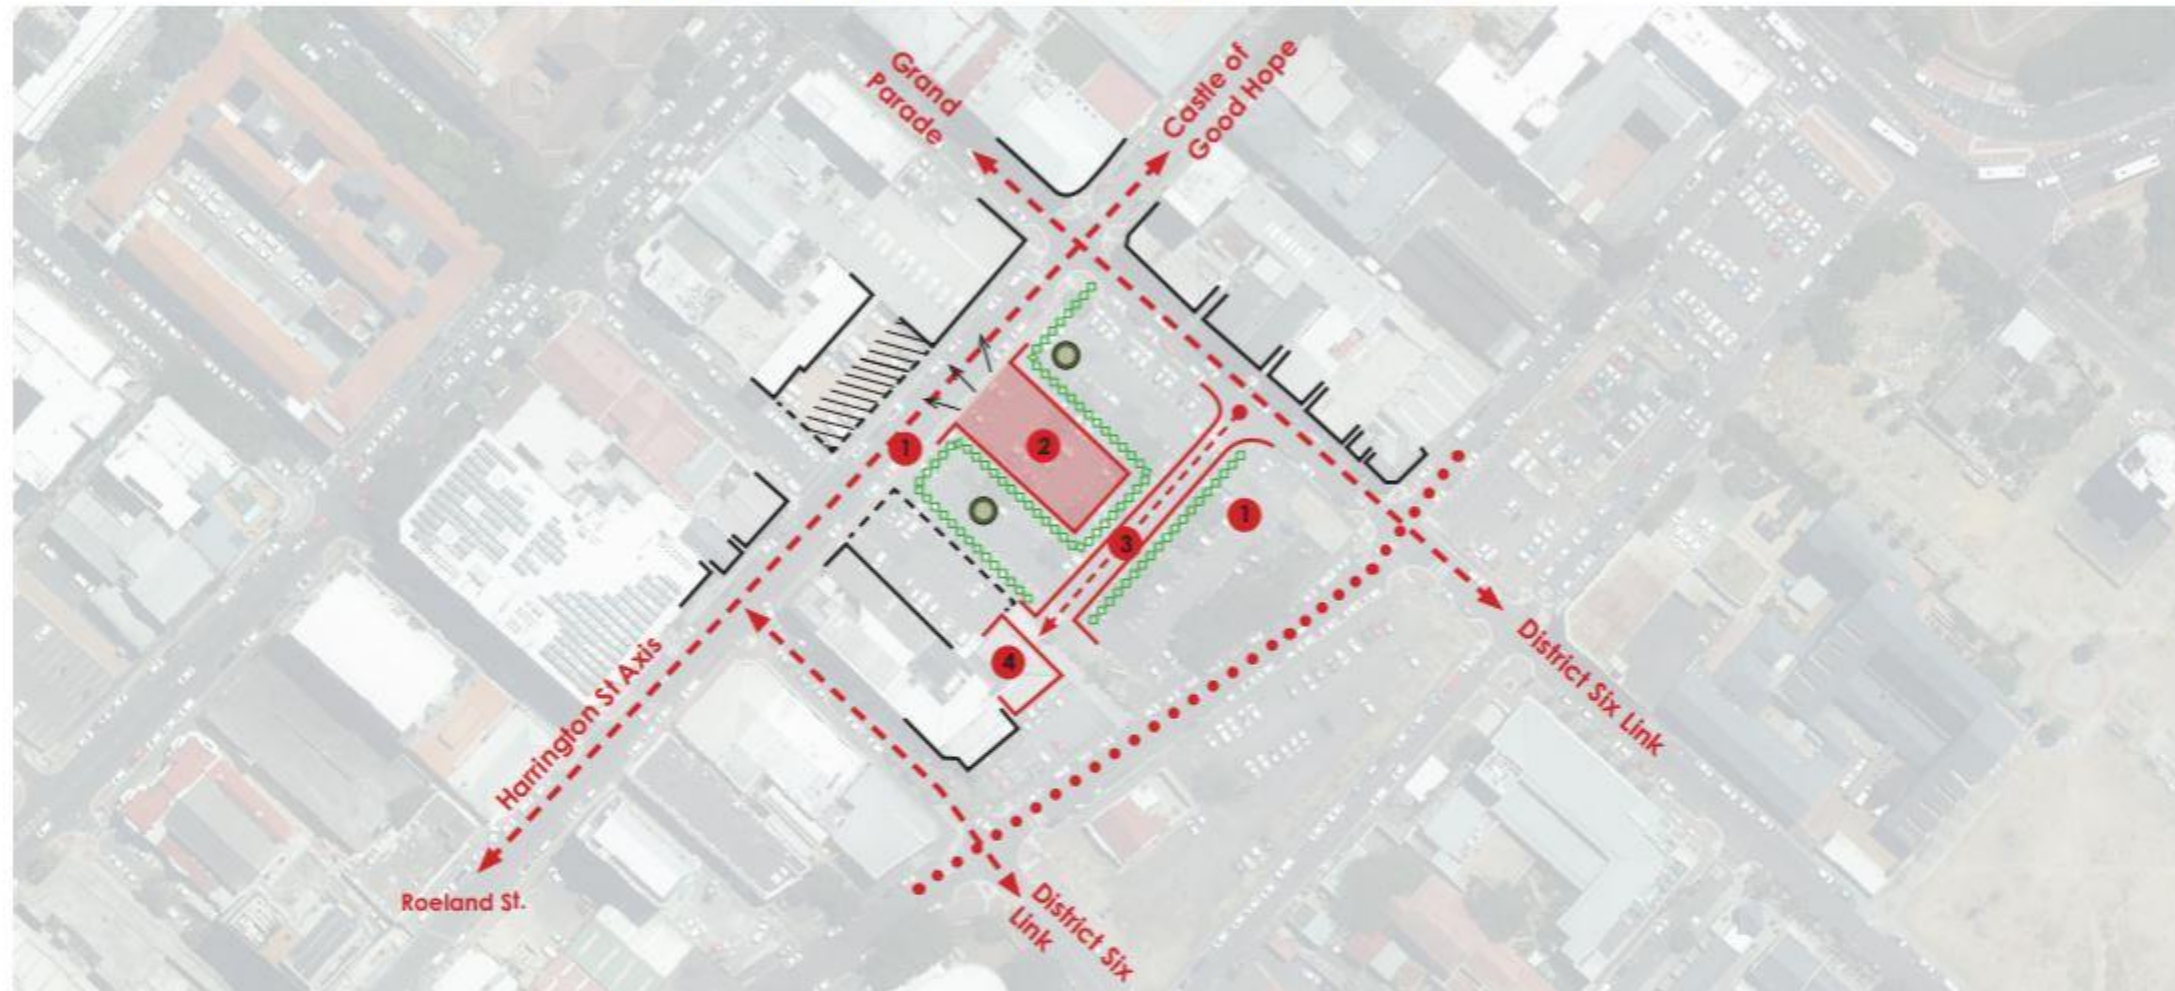 Grand
Parade
Castle of
Good Hope
1
2
1
3
4
Harrington St Axis
Roeland St.
District Six Link
District Six
Link